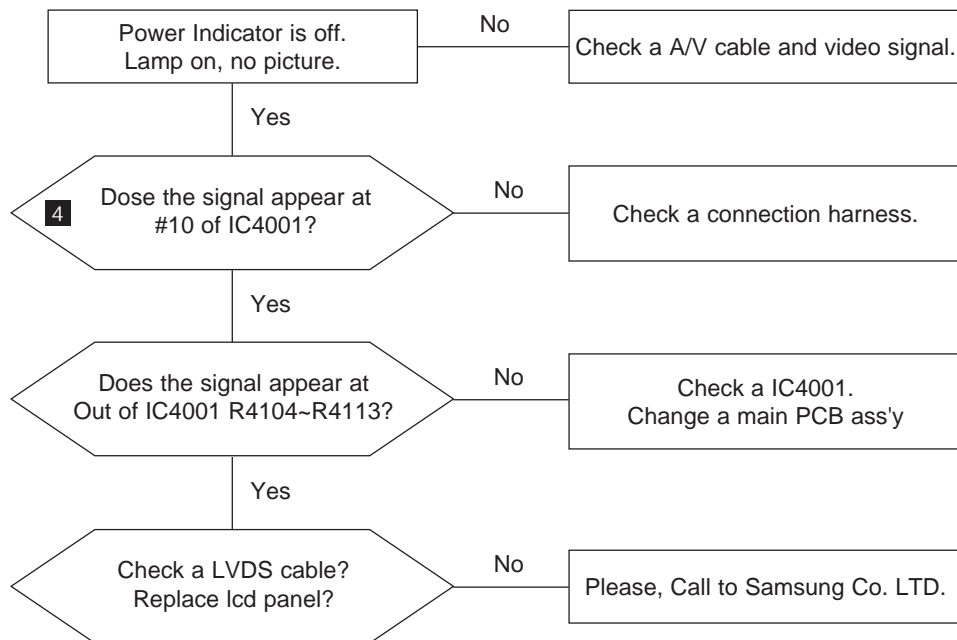 Power Indicator is off.
Lamp on, no picture.
No
Check a A/V cable and video signal.
Yes
4
Dose the signal appear at
#10 of IC4001?
No
Check a connection harness.
Yes
Does the signal appear at
Out of IC4001 R4104~R4113?
No
Check a IC4001.
Change a main PCB ass'y
Yes
Check a LVDS cable?
Replace lcd panel?
No
Please, Call to Samsung Co. LTD.